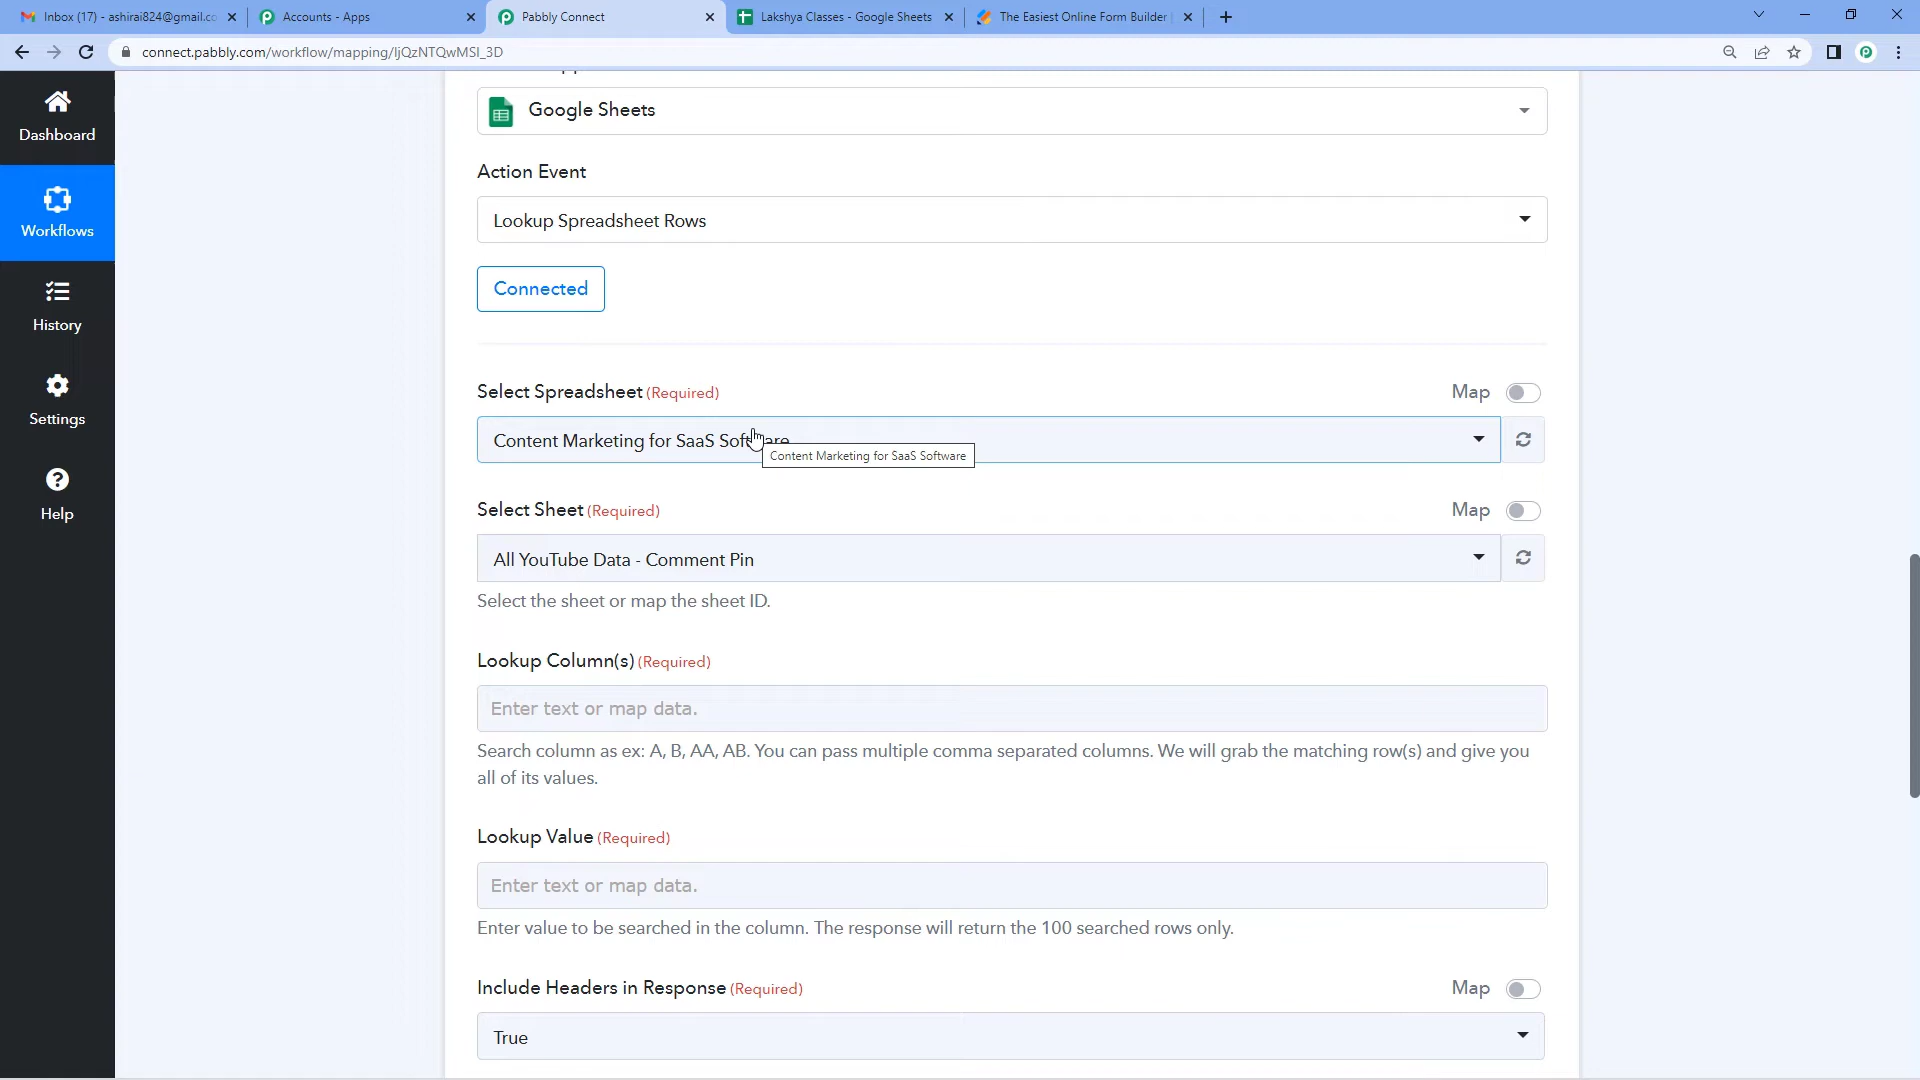 Inbox (17) - ashirai824@gmail.co
Accounts - Apps
Pabbly Connect
Lakshya Classes - Google Sheets
The Easiest Online Form Builder
connect.pabbly.com/workflow/mapping/IjQzNTQwMSI_3D
Dashboard
Workflows
History
Settings
Help
Google Sheets
Action Event
Lookup Spreadsheet Rows
Connected
Select Spreadsheet (Required)
Map
Content Marketing for SaaS Software
Content Marketing for SaaS Software
Select Sheet (Required)
Map
All YouTube Data - Comment Pin
Select the sheet or map the sheet ID.
Lookup Column(s) (Required)
Enter text or map data.
Search column as ex: A, B, AA, AB. You can pass multiple comma separated columns. We will grab the matching row(s) and give you
all of its values.
Lookup Value (Required)
Enter text or map data.
Enter value to be searched in the column. The response will return the 100 searched rows only.
Include Headers in Response (Required)
Map
True